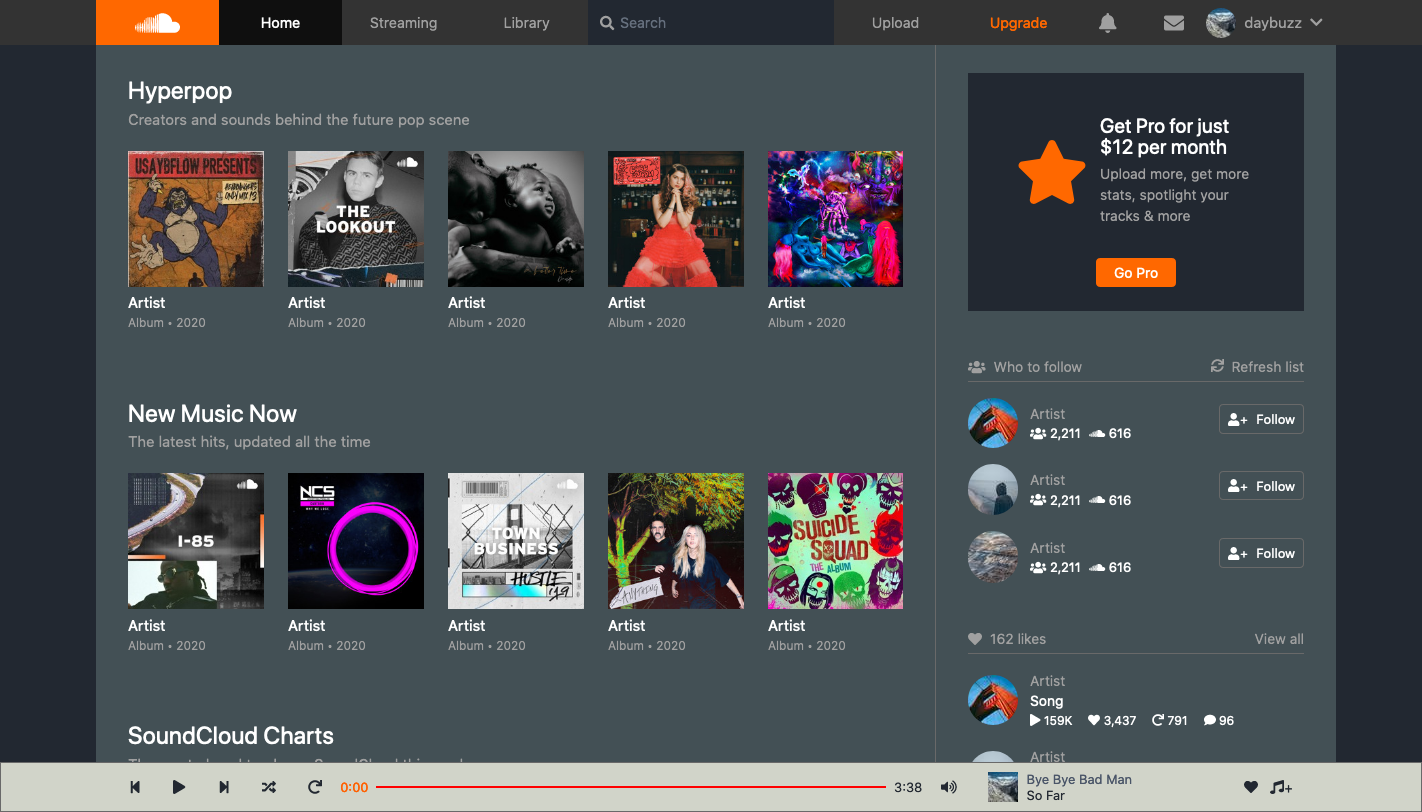 Home
Streaming
Library
Search
Upload
Upgrade
daybuzz
Hyperpop
Creators and sounds behind the future pop scene
USAYBFLOW PRESENTS
THE
LOOKOUT
Artist
Album • 2020
Artist
Album • 2020
Artist
Album • 2020
Artist
Album • 2020
Artist
Album • 2020
New Music Now
The latest hits, updated all the time
I-85
NCS
TOWN
BUSINESS
HUSTLE
'19
ANYTHING
SUICIDE
SQUAD
THE ALBUM
Artist
Album • 2020
Artist
Album • 2020
Artist
Album • 2020
Artist
Album • 2020
Artist
Album • 2020
SoundCloud Charts
Get Pro for just
$12 per month
Upload more, get more
stats, spotlight your
tracks & more
Go Pro
Who to follow
Refresh list
Artist
2,211 616
Follow
Artist
2,211 616
Follow
Artist
2,211 616
Follow
162 likes
View all
Artist
Song
159K 3,437 791 96
Artist
0:00
3:38
Bye Bye Bad Man
So Far